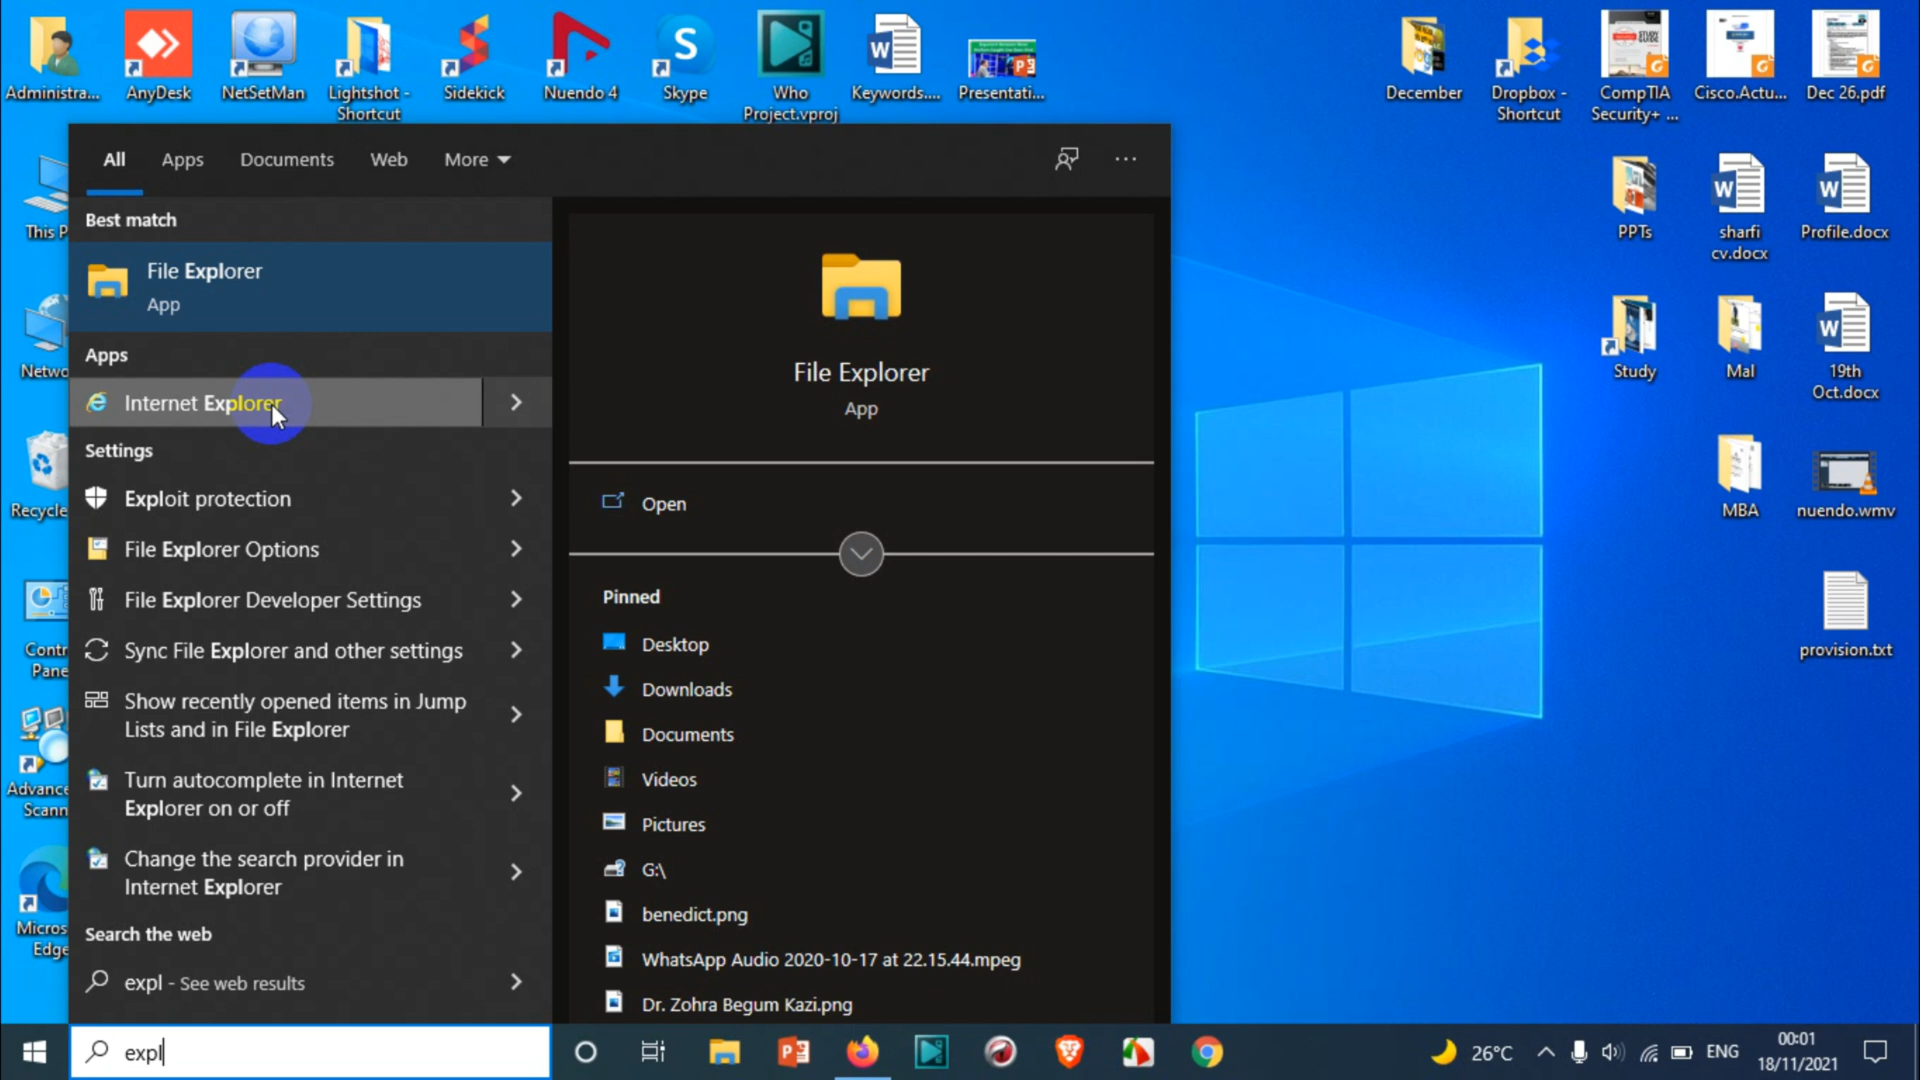 Administra...
AnyDesk
NetSetMan
Lightshot -
Shortcut
Sidekick
Nuendo 4
Skype
Who
Project.vproj
Keywords....
Presentati...
December
Dropbox -
Shortcut
CompTIA
Security+ ...
Cisco.Actu...
Dec 26.pdf
This P
Netwo
Recycle
Contr
Pane
Advance
Scann
Micros
Edge
PPTs
sharfi
cv.docx
Profile.docx
Study
Mal
19th
Oct.docx
MBA
nuendo.wmv
provision.txt
All
Apps
Documents
Web
More
Best match
File Explorer
App
Apps
Internet Explorer
Settings
Exploit protection
File Explorer Options
File Explorer Developer Settings
Sync File Explorer and other settings
Show recently opened items in Jump
Lists and in File Explorer
Turn autocomplete in Internet
Explorer on or off
Change the search provider in
Internet Explorer
Search the web
expl - See web results
File Explorer
App
Open
Pinned
Desktop
Downloads
Documents
Videos
Pictures
G:\
benedict.png
WhatsApp Audio 2020-10-17 at 22.15.44.mpeg
Dr. Zohra Begum Kazi.png
expl
26°C
ENG
00:01
18/11/2021